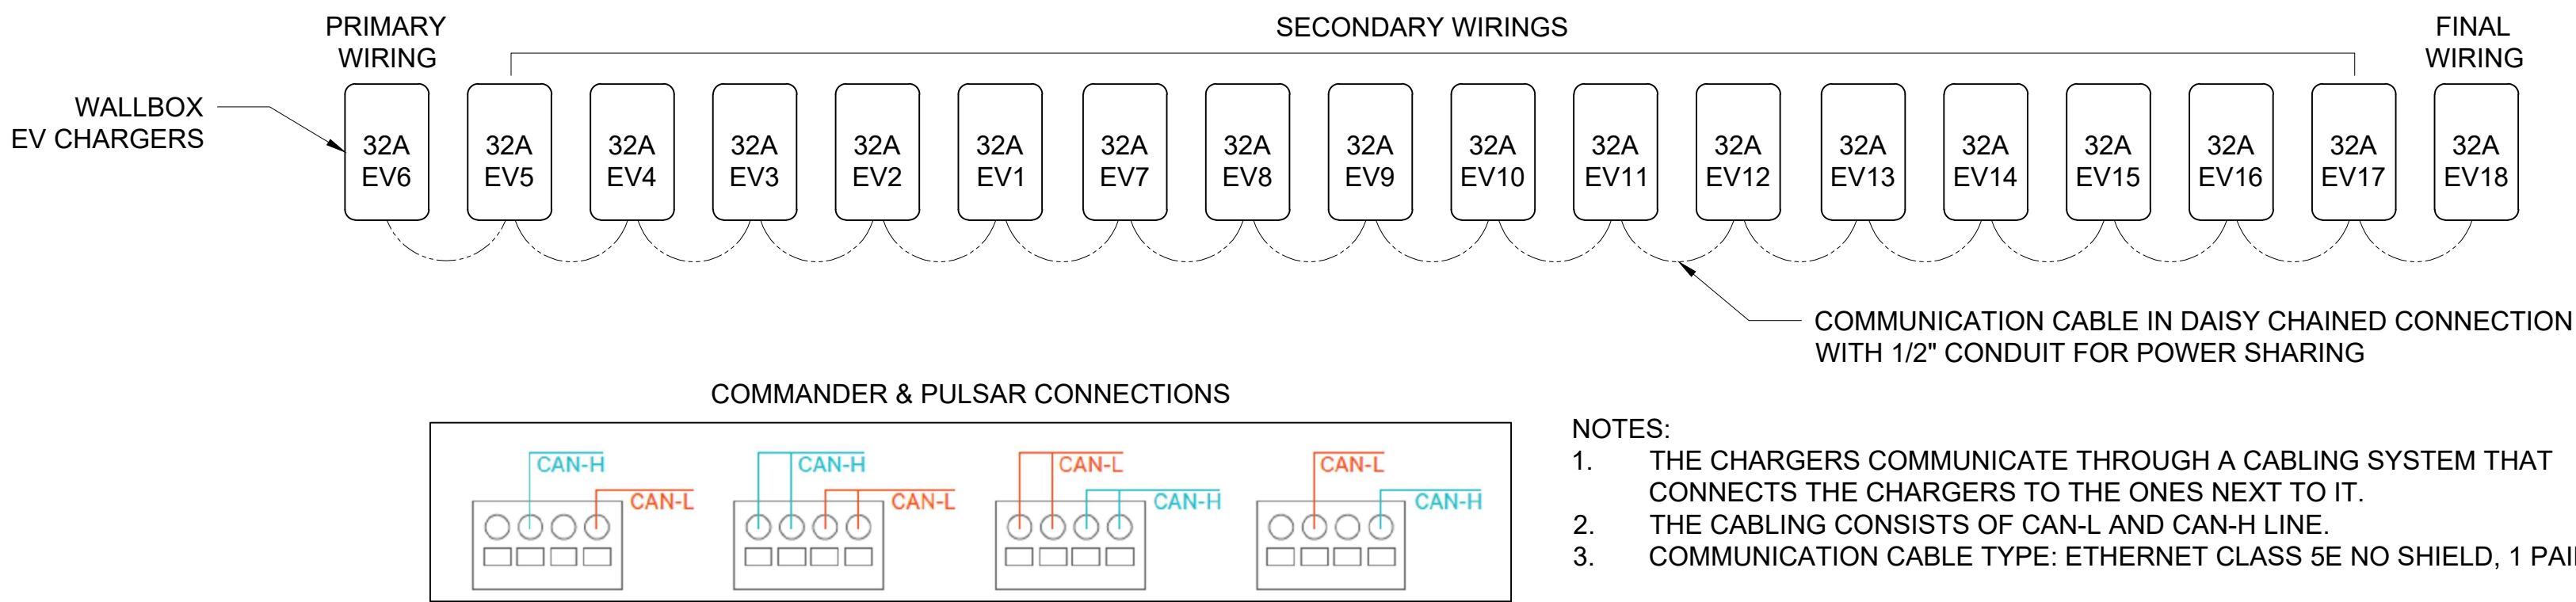 PRIMARY
WIRING
SECONDARY WIRINGS
FINAL
WIRING
WALLBOX
EV CHARGERS
32A
EV6
32A
EV5
32A
EV4
32A
EV3
32A
EV2
32A
EV1
32A
EV7
32A
EV8
32A
EV9
32A
EV10
32A
EV11
32A
EV12
32A
EV13
32A
EV14
32A
EV15
32A
EV16
32A
EV17
32A
EV18
COMMUNICATION CABLE IN DAISY CHAINED CONNECTION
WITH 1/2" CONDUIT FOR POWER SHARING
COMMANDER & PULSAR CONNECTIONS
CAN-H
CAN-L
CAN-H
CAN-L
CAN-L
CAN-H
CAN-L
CAN-H
NOTES:
1. THE CHARGERS COMMUNICATE THROUGH A CABLING SYSTEM THAT
CONNECTS THE CHARGERS TO THE ONES NEXT TO IT.
2. THE CABLING CONSISTS OF CAN-L AND CAN-H LINE.
3. COMMUNICATION CABLE TYPE: ETHERNET CLASS 5E NO SHIELD, 1